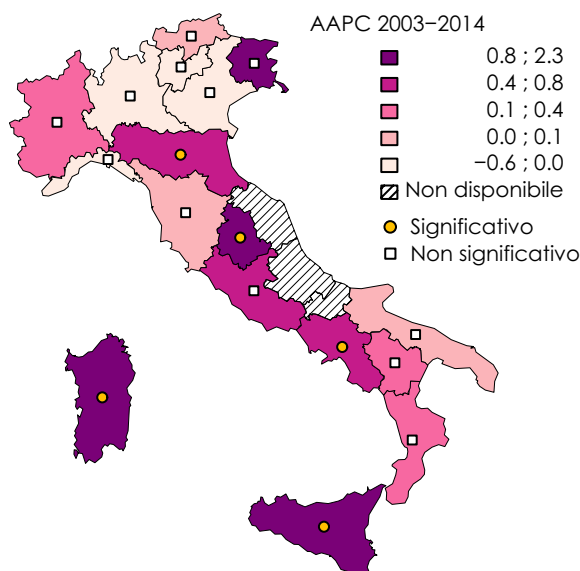 AAPC 2003−2014
0.8 ; 2.3
0.4 ; 0.8
0.1 ; 0.4
0.0 ; 0.1
−0.6 ; 0.0
Non disponibile
Significativo
Non significativo